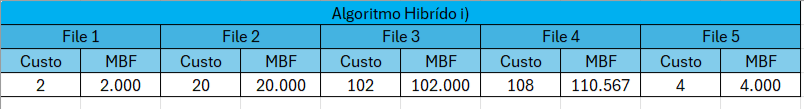 Algoritmo Hibrído i)
File 1 File 2 File 3 File 4 File 5
Custo MBF Custo MBF Custo MBF Custo MBF Custo MBF
2 2.000 20 20.000 102 102.000 108 110.567 4 4.000